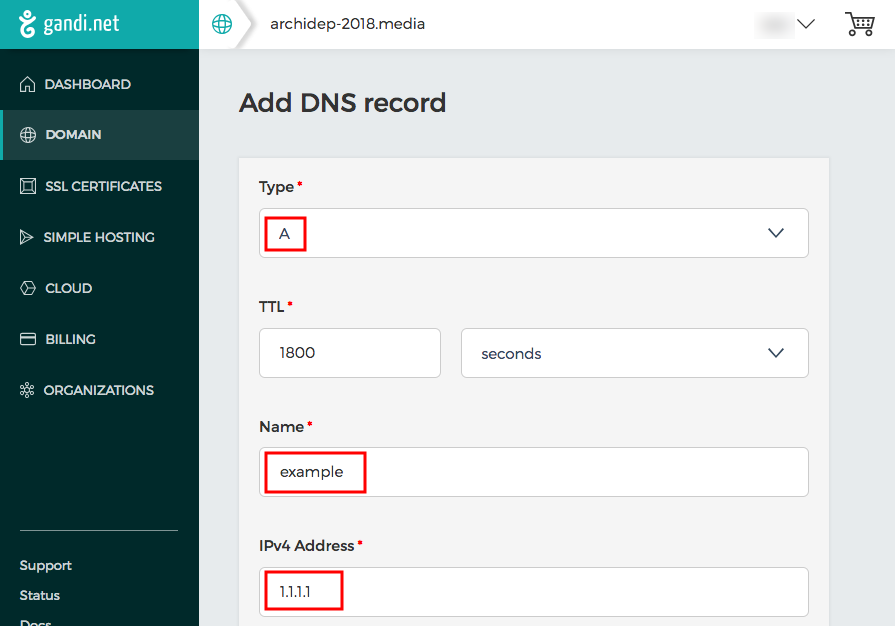 gandi.net
archidep-2018.media
DASHBOARD
DOMAIN
SSL CERTIFICATES
SIMPLE HOSTING
CLOUD
BILLING
ORGANIZATIONS
Support
Status
Docs
Add DNS record
Type *
A
TTL *
1800 seconds
Name *
example
IPv4 Address *
1.1.1.1